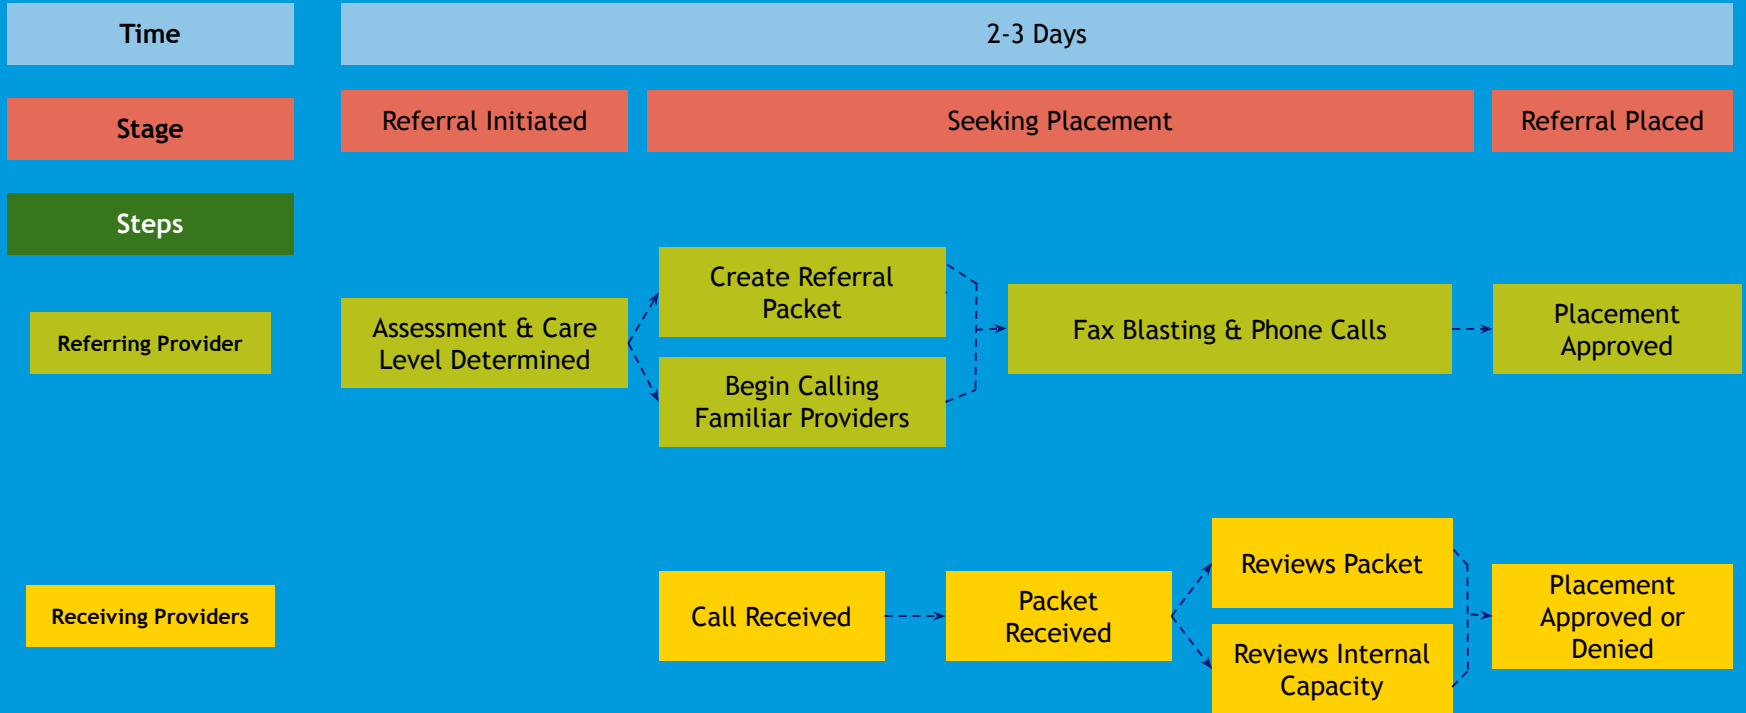 Time
2-3 Days
Stage
Referral Initiated
Seeking Placement
Referral Placed
Steps
Referring Provider
Assessment & Care
Level Determined
Create Referral
Packet
Begin Calling
Familiar Providers
Fax Blasting & Phone Calls
Placement
Approved
Receiving Providers
Call Received
Packet
Received
Reviews Packet
Reviews Internal
Capacity
Placement
Approved or
Denied